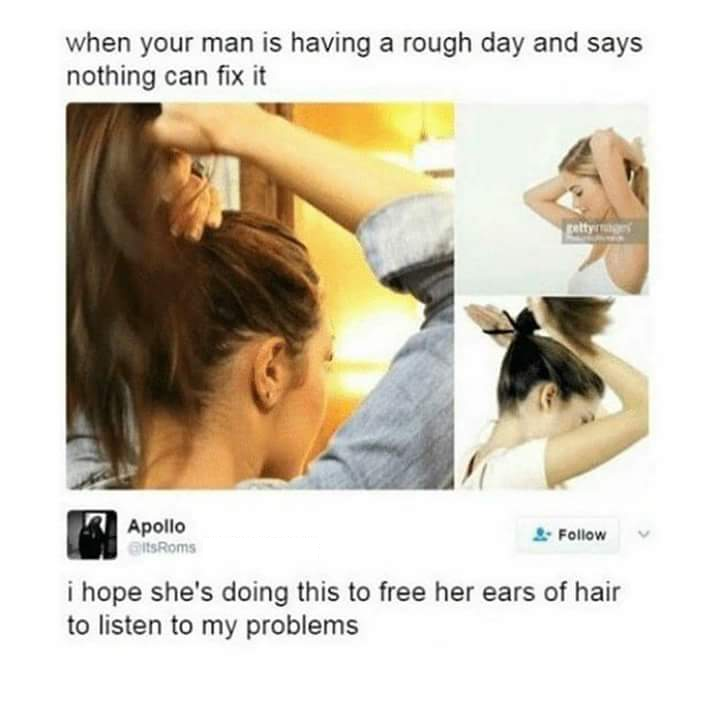 when your man is having a rough day and says
nothing can fix it
gettyimages
Apollo
@ItsRoms
Follow
i hope she's doing this to free her ears of hair
to listen to my problems